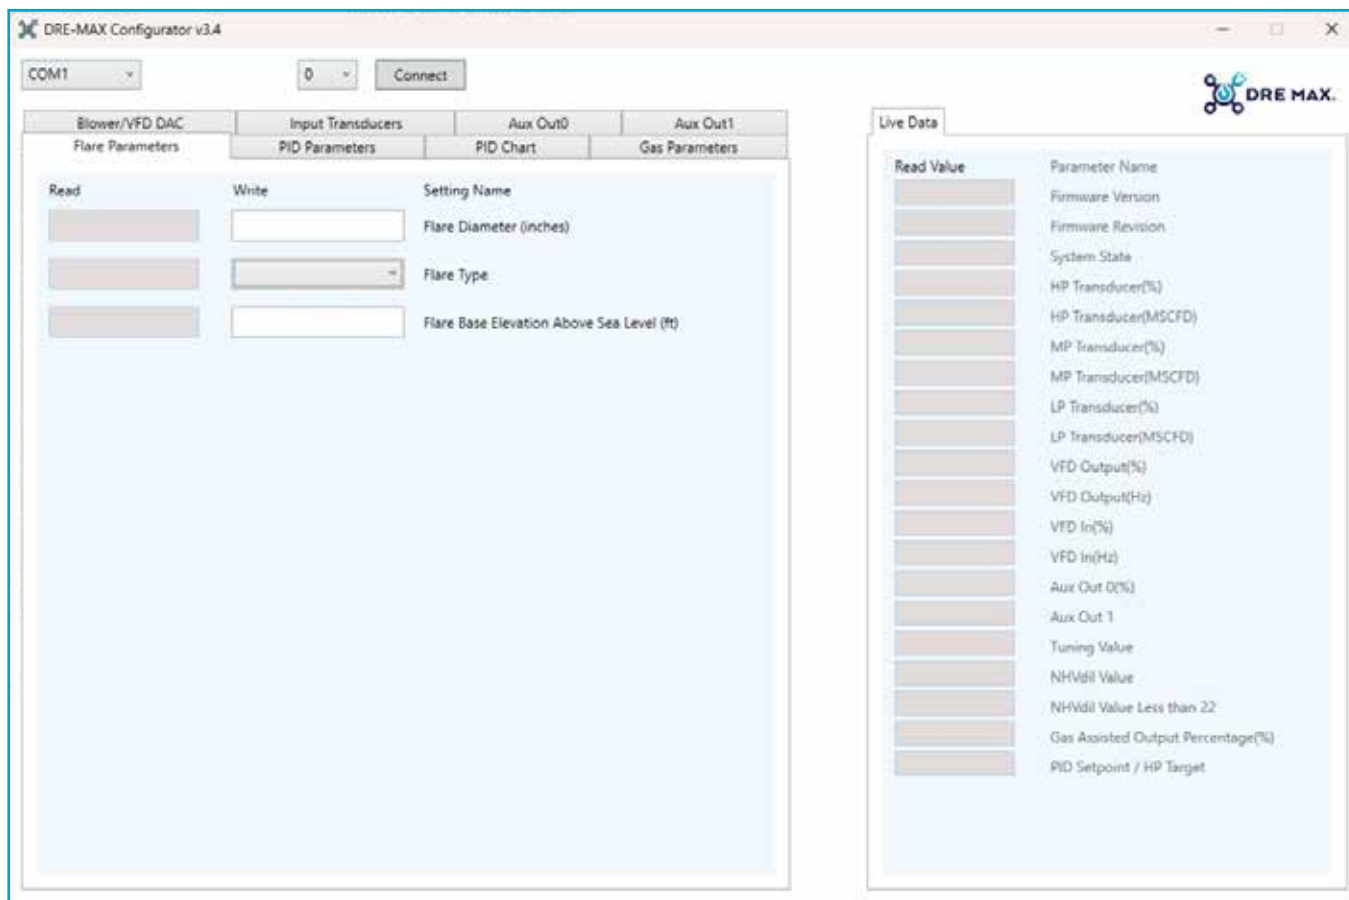 DRE-MAX Configurator v3.4
COM1 0 Connect
DRE MAX.
Blower/VFD DAC Input Transducers Aux Out0 Aux Out1
Flare Parameters PID Parameters PID Chart Gas Parameters
Read Write Setting Name
Flare Diameter (inches)
Flare Type
Flare Base Elevation Above Sea Level (ft)
Live Data
Read Value Parameter Name
Firmware Version
Firmware Revision
System State
HP Transducer(%)
HP Transducer(MSCFD)
MP Transducer(%)
MP Transducer(MSCFD)
LP Transducer(%)
LP Transducer(MSCFD)
VFD Output(%)
VFD Output(Hz)
VFD In(%)
VFD In(Hz)
Aux Out 0(%)
Aux Out 1
Tuning Value
NHVdil Value
NHVdil Value Less than 22
Gas Assisted Output Percentage(%)
PID Setpoint / HP Target